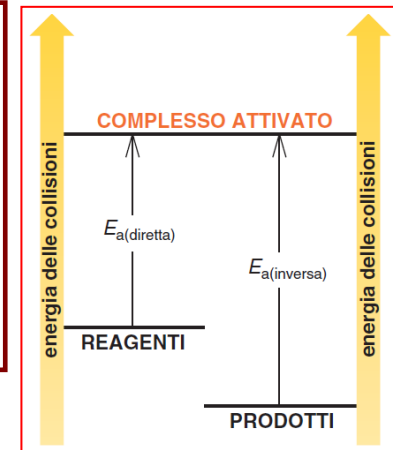 COMPLESSO ATTIVATO
energia delle collisioni
Ea(diretta)
Ea(inversa)
energia delle collisioni
REAGENTI
PRODOTTI